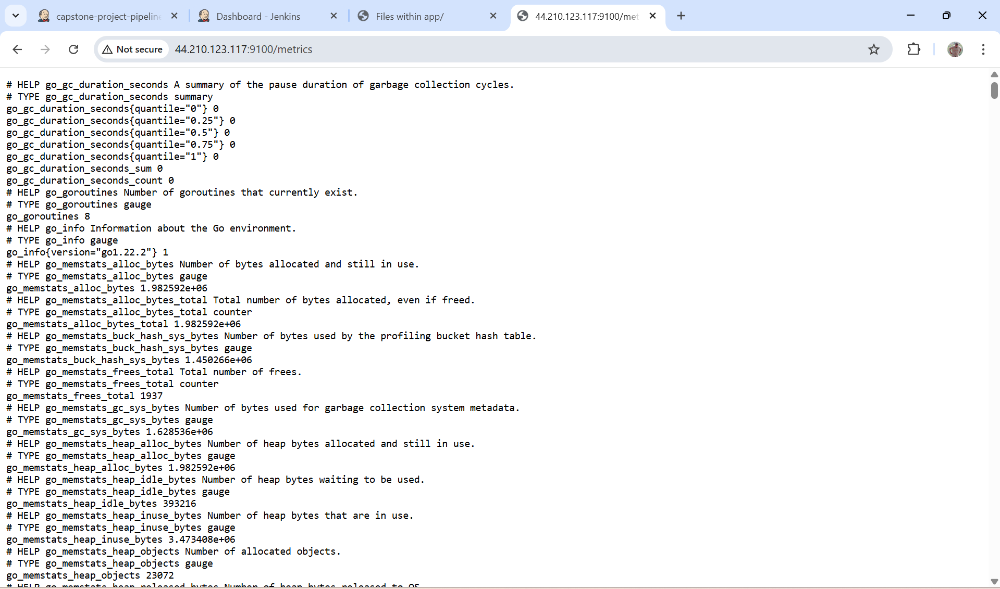 capstone-project-pipeline
Dashboard - Jenkins
Files within app/
44.210.123.117:9100/met
Not secure
44.210.123.117:9100/metrics
# HELP go_gc_duration_seconds A summary of the pause duration of garbage collection cycles.
# TYPE go_gc_duration_seconds summary
go_gc_duration_seconds{quantile="0"} 0
go_gc_duration_seconds{quantile="0.25"} 0
go_gc_duration_seconds{quantile="0.5"} 0
go_gc_duration_seconds{quantile="0.75"} 0
go_gc_duration_seconds{quantile="1"} 0
go_gc_duration_seconds_sum 0
go_gc_duration_seconds_count 0
# HELP go_goroutines Number of goroutines that currently exist.
# TYPE go_goroutines gauge
go_goroutines 8
# HELP go_info Information about the Go environment.
# TYPE go_info gauge
go_info{version="go1.22.2"} 1
# HELP go_memstats_alloc_bytes Number of bytes allocated and still in use.
# TYPE go_memstats_alloc_bytes gauge
go_memstats_alloc_bytes 1.982592e+06
# HELP go_memstats_alloc_bytes_total Total number of bytes allocated, even if freed.
# TYPE go_memstats_alloc_bytes_total counter
go_memstats_alloc_bytes_total 1.982592e+06
# HELP go_memstats_buck_hash_sys_bytes Number of bytes used by the profiling bucket hash table.
# TYPE go_memstats_buck_hash_sys_bytes gauge
go_memstats_buck_hash_sys_bytes 1.450266e+06
# HELP go_memstats_frees_total Total number of frees.
# TYPE go_memstats_frees_total counter
go_memstats_frees_total 1937
# HELP go_memstats_gc_sys_bytes Number of bytes used for garbage collection system metadata.
# TYPE go_memstats_gc_sys_bytes gauge
go_memstats_gc_sys_bytes 1.628536e+06
# HELP go_memstats_heap_alloc_bytes Number of heap bytes allocated and still in use.
# TYPE go_memstats_heap_alloc_bytes gauge
go_memstats_heap_alloc_bytes 1.982592e+06
# HELP go_memstats_heap_idle_bytes Number of heap bytes waiting to be used.
# TYPE go_memstats_heap_idle_bytes gauge
go_memstats_heap_idle_bytes 393216
# HELP go_memstats_heap_inuse_bytes Number of heap bytes that are in use.
# TYPE go_memstats_heap_inuse_bytes gauge
go_memstats_heap_inuse_bytes 3.473408e+06
# HELP go_memstats_heap_objects Number of allocated objects.
# TYPE go_memstats_heap_objects gauge
go_memstats_heap_objects 23072
# HELP go_memstats_heap_released_bytes Number of heap bytes released to OS.